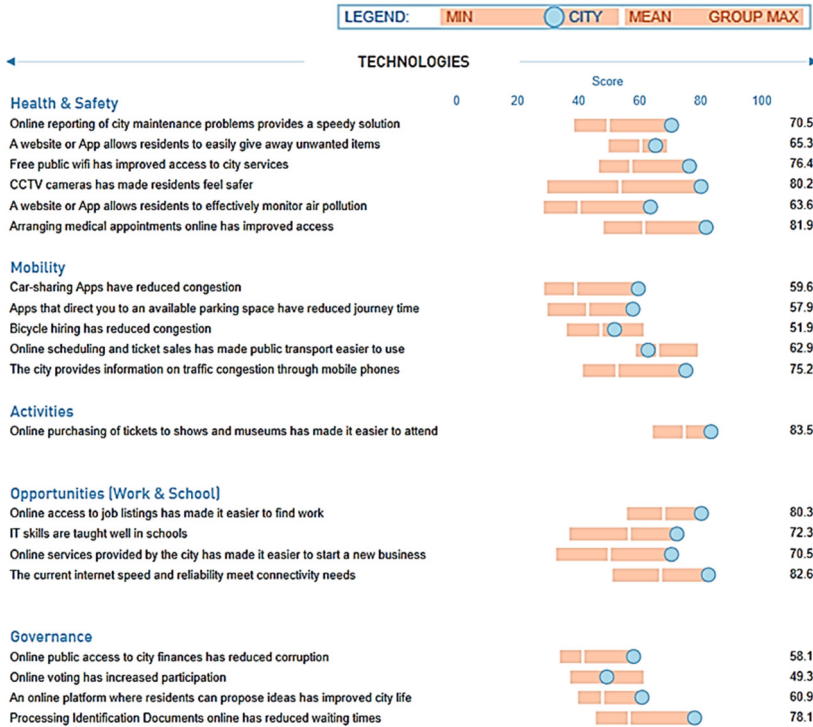 LEGEND: MIN CITY MEAN GROUP MAX
TECHNOLOGIES
Score
Health & Safety 0 20 40 60 80 100
Online reporting of city maintenance problems provides a speedy solution 70.5
A website or App allows residents to easily give away unwanted items 65.3
Free public wifi has improved access to city services 76.4
CCTV cameras has made residents feel safer 80.2
A website or App allows residents to effectively monitor air pollution 63.6
Arranging medical appointments online has improved access 81.9
Mobility
Car-sharing Apps have reduced congestion 59.6
Apps that direct you to an available parking space have reduced journey time 57.9
Bicycle hiring has reduced congestion 51.9
Online scheduling and ticket sales has made public transport easier to use 62.9
The city provides information on traffic congestion through mobile phones 75.2
Activities
Online purchasing of tickets to shows and museums has made it easier to attend 83.5
Opportunities (Work & School)
Online access to job listings has made it easier to find work 80.3
IT skills are taught well in schools 72.3
Online services provided by the city has made it easier to start a new business 70.5
The current internet speed and reliability meet connectivity needs 82.6
Governance
Online public access to city finances has reduced corruption 58.1
Online voting has increased participation 49.3
An online platform where residents can propose ideas has improved city life 60.9
Processing Identification Documents online has reduced waiting times 78.1